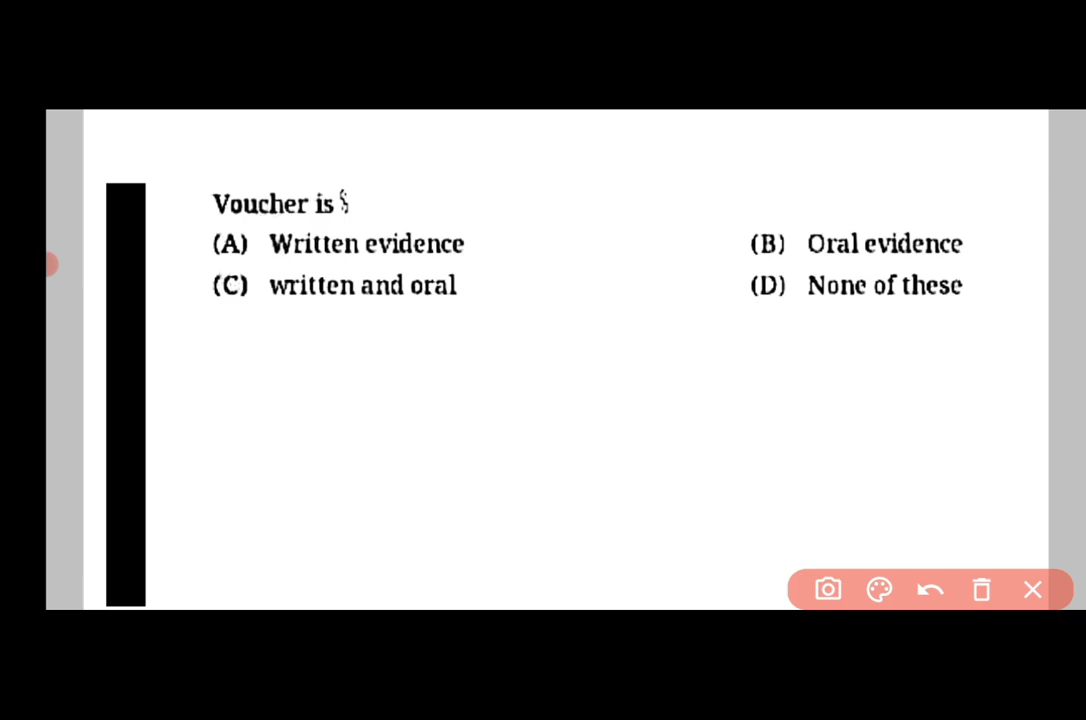 Voucher is
(A) Written evidence (B) Oral evidence
(C) written and oral (D) None of these